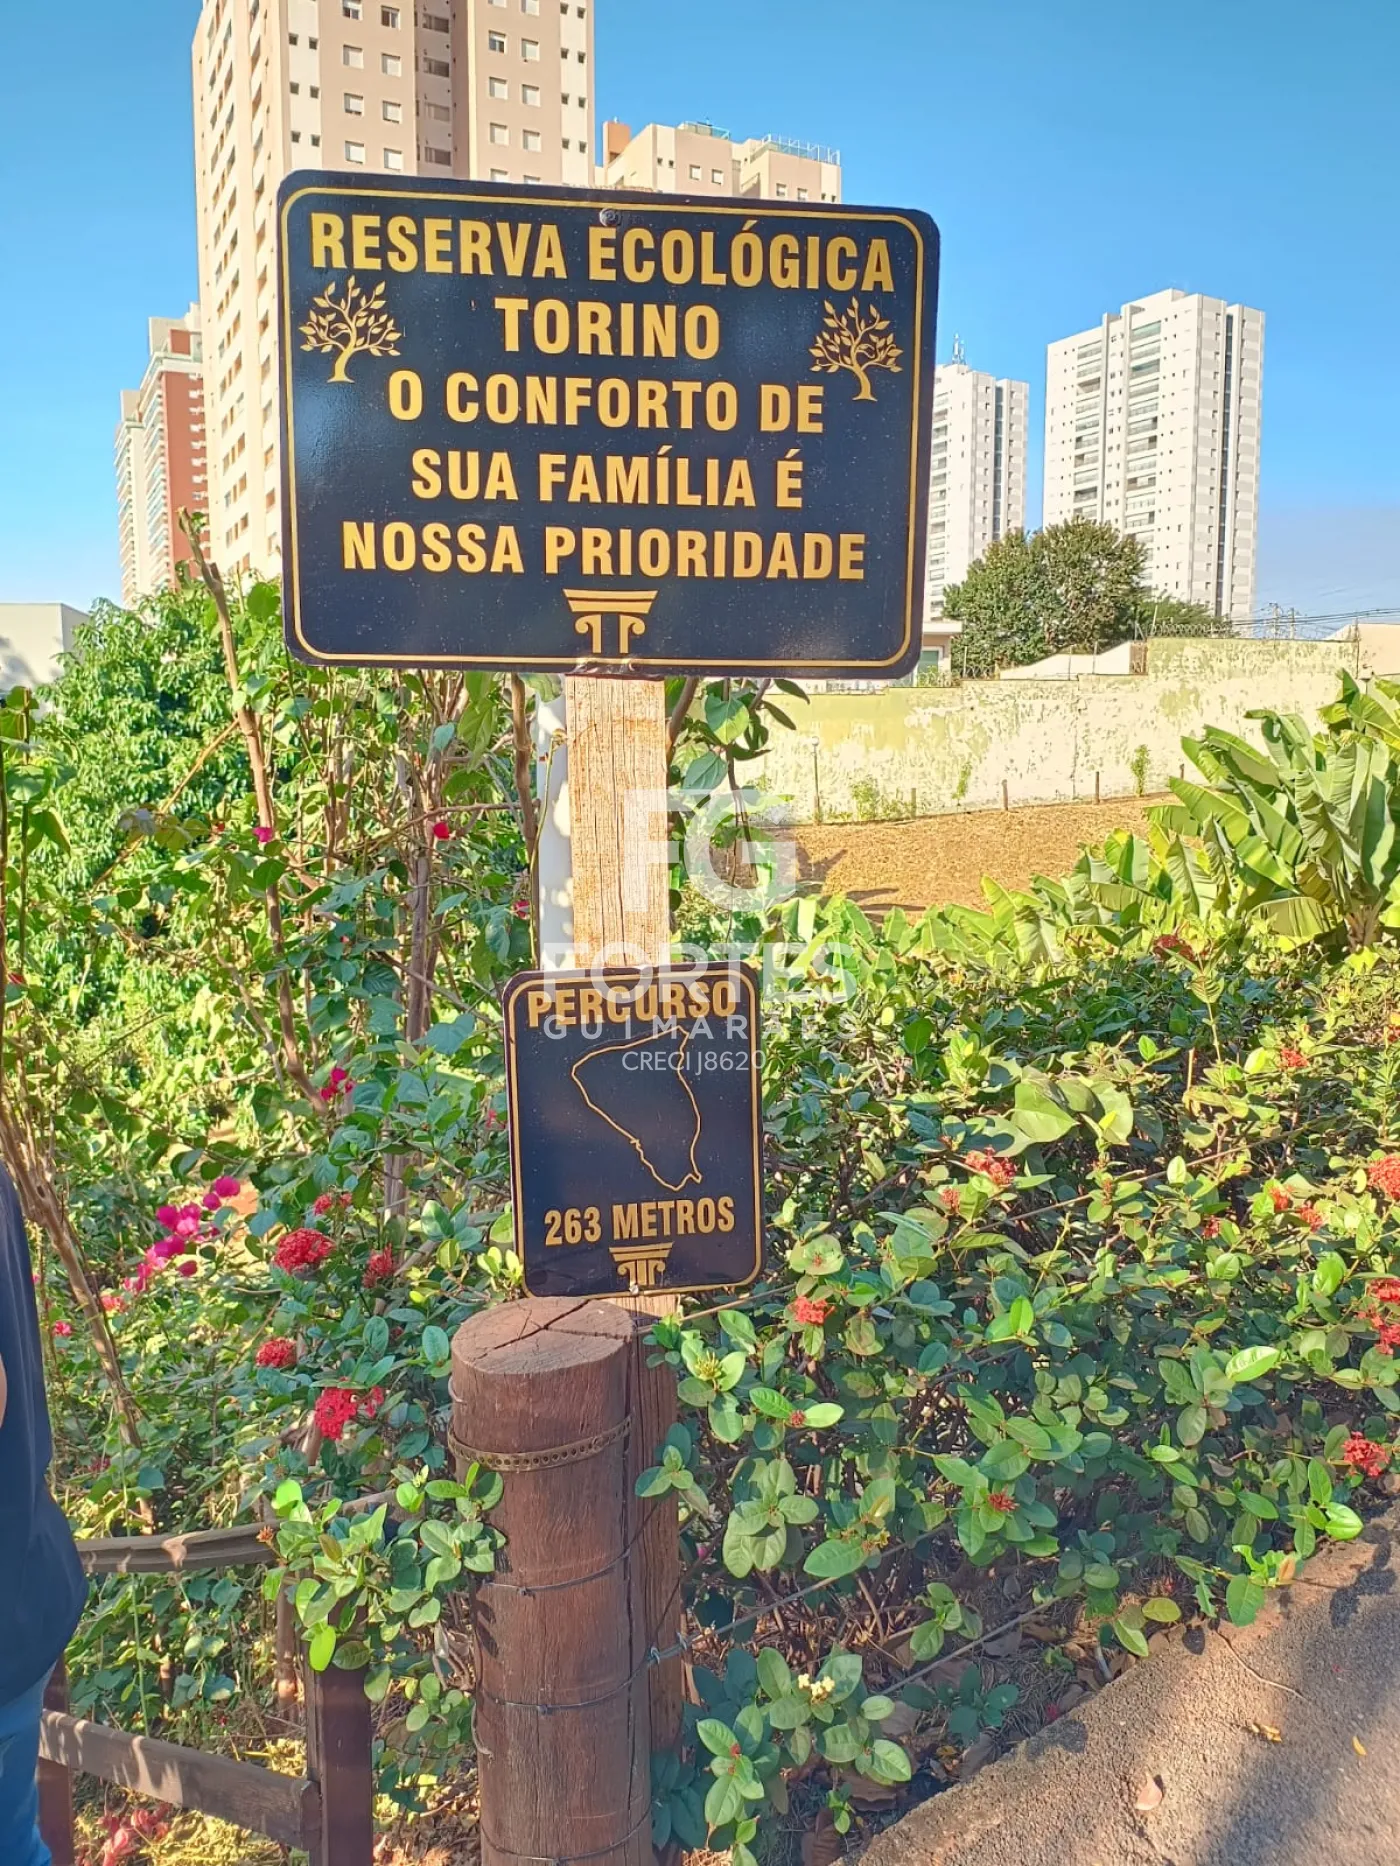 RESERVA ECOLÓGICA
TORINO
O CONFORTO DE
SUA FAMÍLIA É
NOSSA PRIORIDADE
FG
FORTES
GUIMARÃES
CRECI J8620
PERCURSO
263 METROS